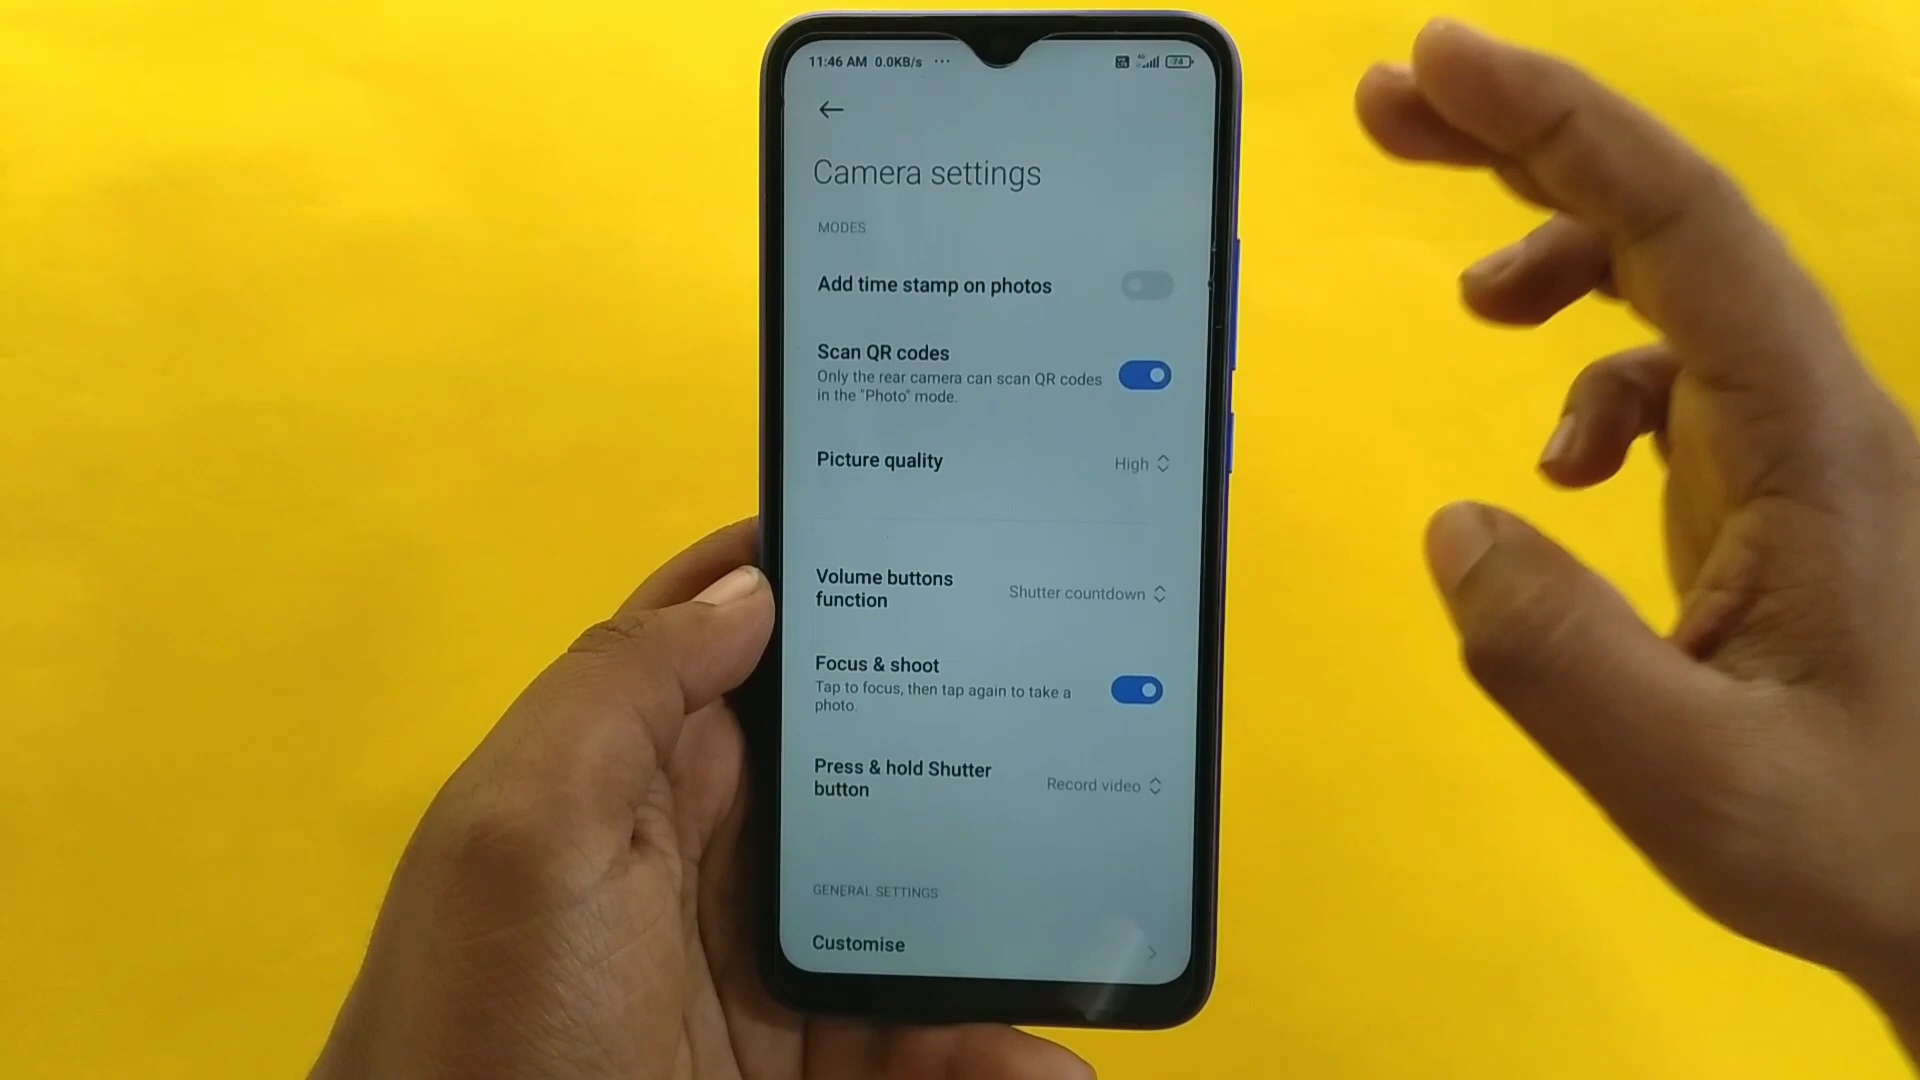 11:46 AM 0.0KB/s ...
74
Camera settings
MODES
Add time stamp on photos
Scan QR codes
Only the rear camera can scan QR codes
in the "Photo" mode.
Picture quality
High
Volume buttons
function
Shutter countdown
Focus & shoot
Tap to focus, then tap again to take a
photo.
Press & hold Shutter
button
Record video
GENERAL SETTINGS
Customise